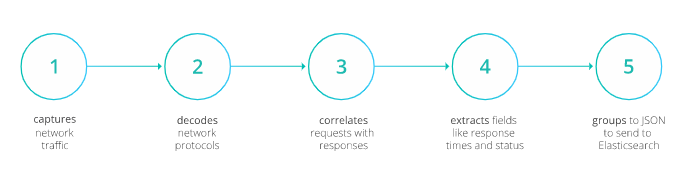 1
2
3
4
5
captures
network
traffic
decodes
network
protocols
correlates
requests with
responses
extracts fields
like response
times and status
groups to JSON
to send to
Elasticsearch